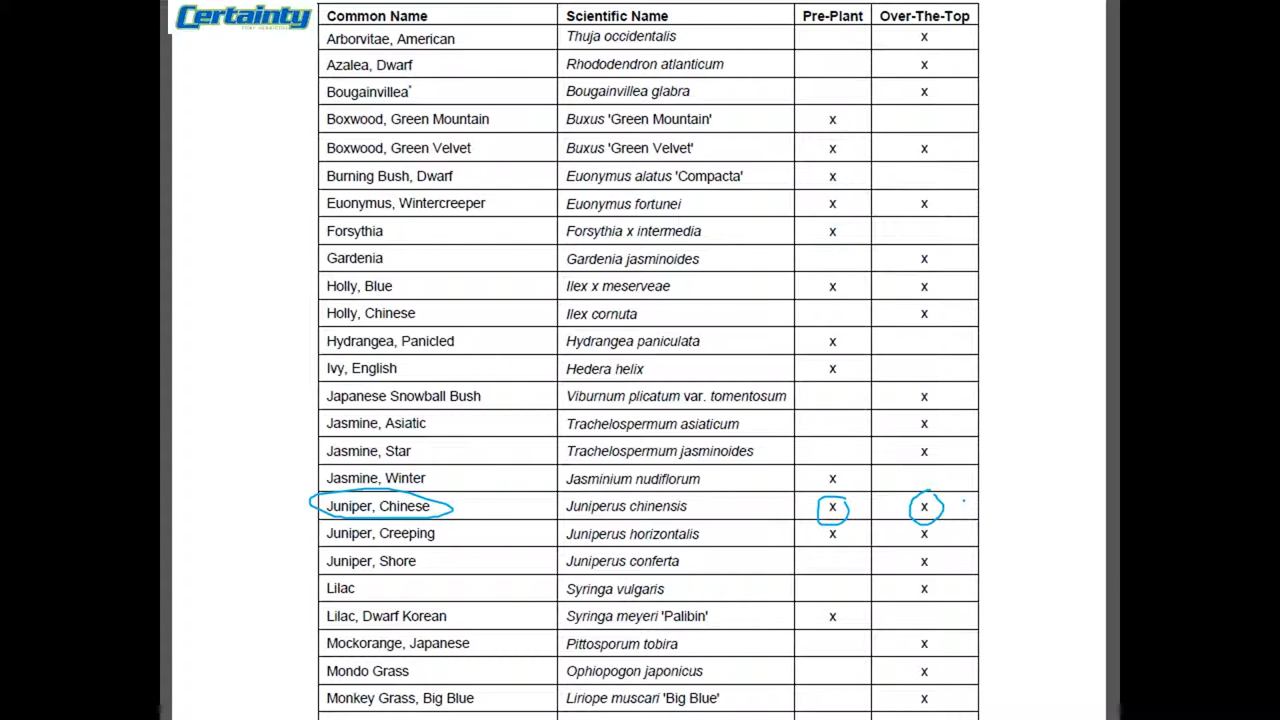 Certainty
Common Name Scientific Name Pre-Plant Over-The-Top
Arborvitae, American Thuja occidentalis x
Azalea, Dwarf Rhododendron atlanticum x
Bougainvillea* Bougainvillea glabra x
Boxwood, Green Mountain Buxus 'Green Mountain' x
Boxwood, Green Velvet Buxus 'Green Velvet' x x
Burning Bush, Dwarf Euonymus alatus 'Compacta' x
Euonymus, Wintercreeper Euonymus fortunei x x
Forsythia Forsythia x intermedia x
Gardenia Gardenia jasminoides x
Holly, Blue Ilex x meserveae x x
Holly, Chinese Ilex cornuta x
Hydrangea, Panicled Hydrangea paniculata x
Ivy, English Hedera helix x
Japanese Snowball Bush Viburnum plicatum var. tomentosum x
Jasmine, Asiatic Trachelospermum asiaticum x
Jasmine, Star Trachelospermum jasminoides x
Jasmine, Winter Jasminium nudiflorum x
Juniper, Chinese Juniperus chinensis x x
Juniper, Creeping Juniperus horizontalis x x
Juniper, Shore Juniperus conferta x
Lilac Syringa vulgaris x
Lilac, Dwarf Korean Syringa meyeri 'Palibin' x
Mockorange, Japanese Pittosporum tobira x
Mondo Grass Ophiopogon japonicus x
Monkey Grass, Big Blue Liriope muscari 'Big Blue' x